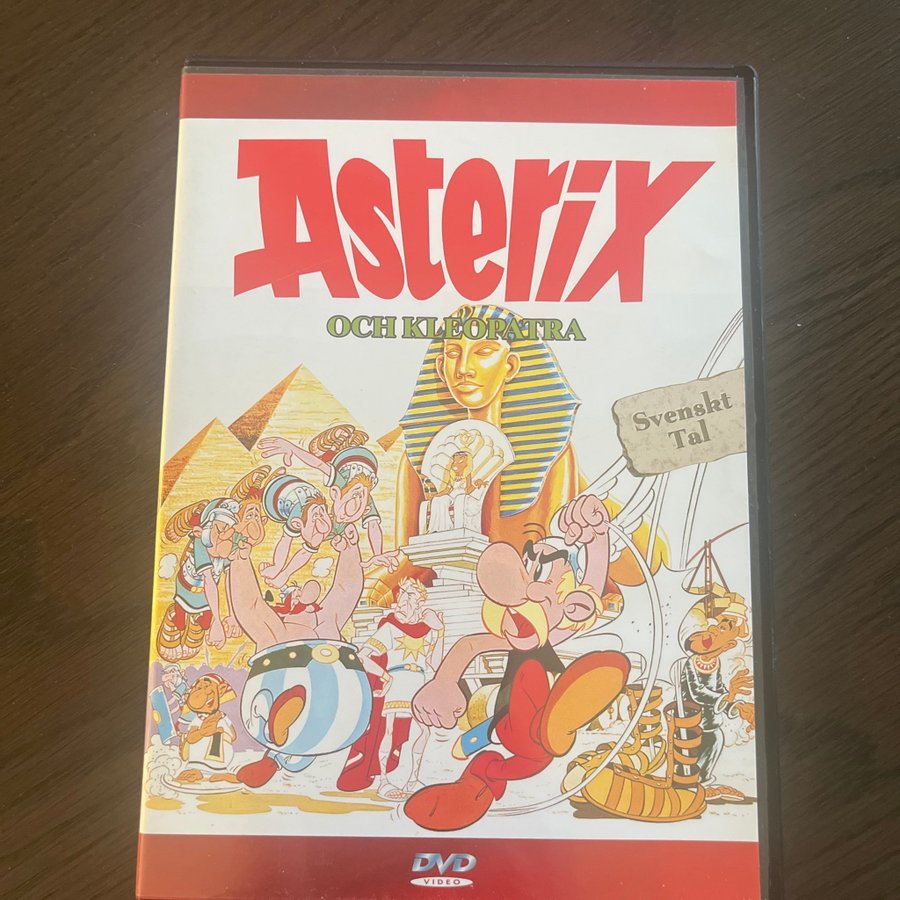 Asterix
OCH KLEOPATRA
Svenskt
Tal
DVD
VIDEO